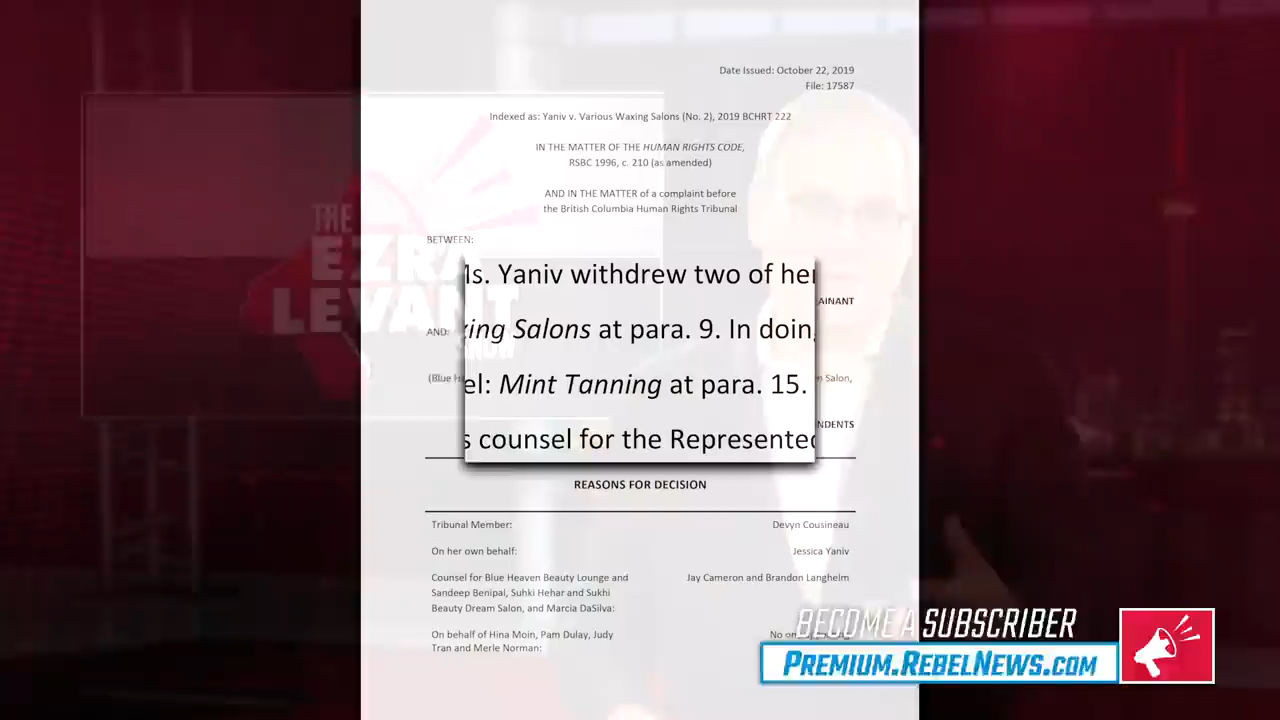 Date Issued: October 22, 2019
File: 17587
Indexed as: Yaniv v. Various Waxing Salons (No. 2), 2019 BCHRT 222
IN THE MATTER OF THE HUMAN RIGHTS CODE,
RSBC 1996, c. 210 (as amended)
AND IN THE MATTER of a complaint before
the British Columbia Human Rights Tribunal
BETWEEN:
THE
EZRA
LEVANT
SHOW
AND:
Yaniv withdrew two of her
Salons at para. 9. In
Mint Tanning at para. 15.
counsel for the Represented
Salon,
REASONS FOR DECISION
Tribunal Member: Devyn Cousineau
On her own behalf: Jessica Yaniv
Counsel for Blue Heaven Beauty Lounge and Jay Cameron and Brandon Langhelm
Sandeep Benipal, Suhki Hehar and Sukhi
Beauty Dream Salon, and Marcia DaSilva:
On behalf of Hina Moin, Pam Dulay, Judy No
Tran and Merle Norman:
BECOME A SUBSCRIBER
PREMIUM.REBELNEWS.COM